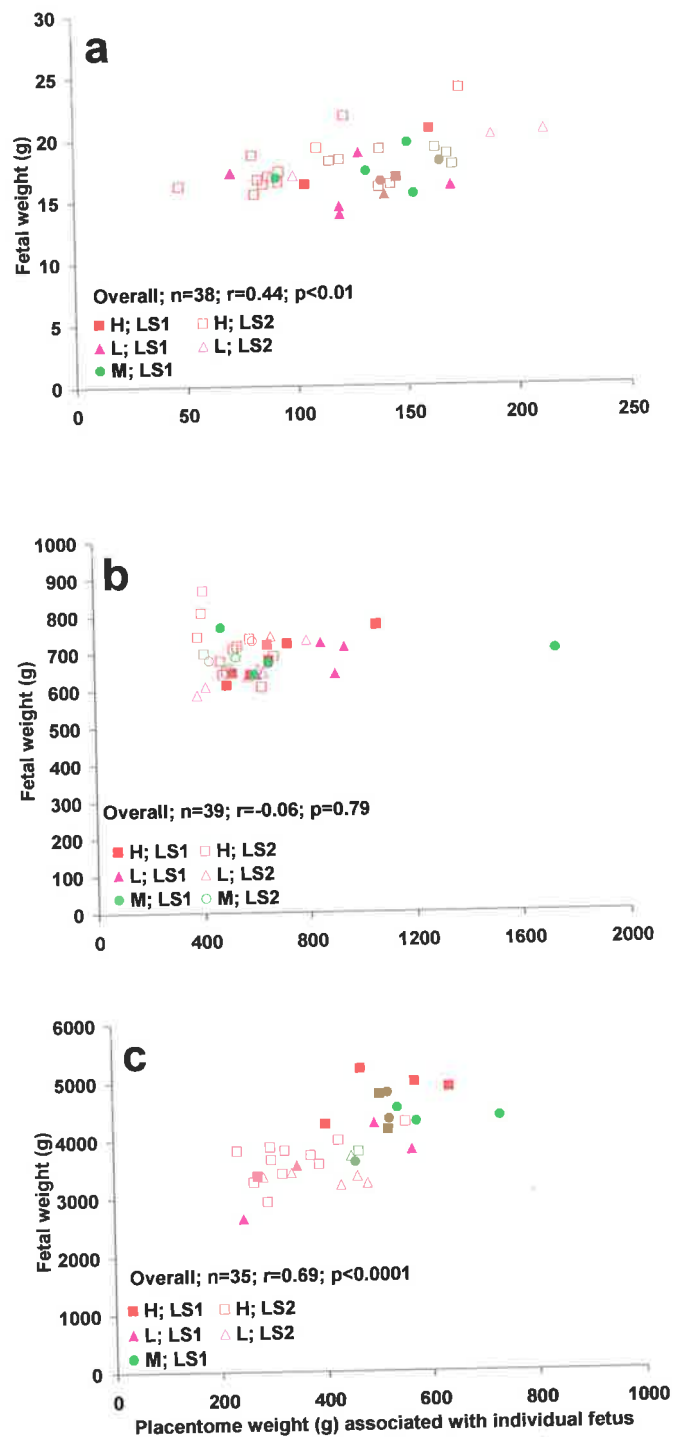 a
30
25
20
15
10
5
0
Fetal weight (g)
Overall; n=38; r=0.44; p<0.01
H; LS1 H; LS2
L; LS1 L; LS2
M; LS1
0 50 100 150 200 250
b
1000
900
800
700
600
500
400
300
200
100
0
Fetal weight (g)
Overall; n=39; r=-0.06; p=0.79
H; LS1 H; LS2
L; LS1 L; LS2
M; LS1 M; LS2
0 400 800 1200 1600 2000
c
6000
5000
4000
3000
2000
1000
0
Fetal weight (g)
Overall; n=35; r=0.69; p<0.0001
H; LS1 H; LS2
L; LS1 L; LS2
M; LS1
0 200 400 600 800 1000
Placentome weight (g) associated with individual fetus